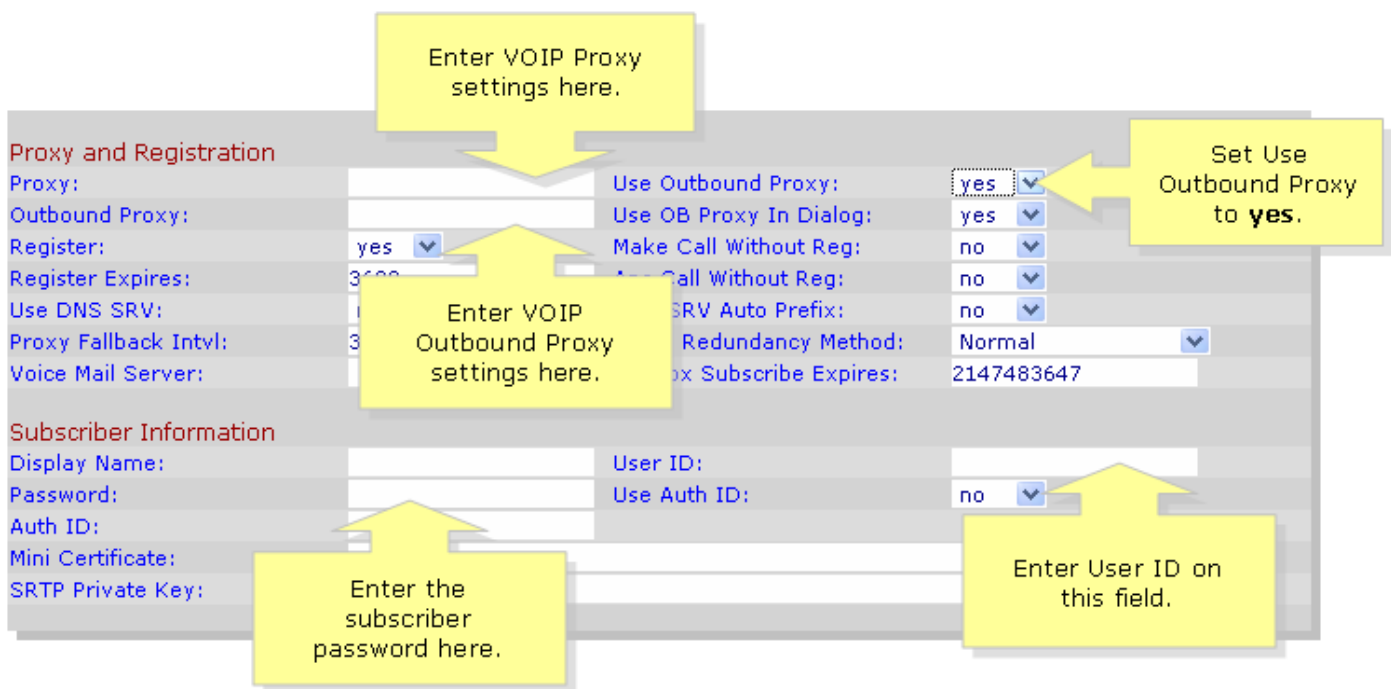 Enter VOIP Proxy
settings here.
Proxy and Registration
Proxy:
Use Outbound Proxy:
yes
Set Use
Outbound Proxy
to yes.
Outbound Proxy:
Use OB Proxy In Dialog:
yes
Register:
yes
Make Call Without Reg:
no
Register Expires:
Call Without Reg:
no
Use DNS SRV:
SRV Auto Prefix:
no
Proxy Fallback Intvl:
3
Redundancy Method:
Normal
Voice Mail Server:
Subscribe Expires:
2147483647
Enter VOIP
Outbound Proxy
settings here.
Subscriber Information
Display Name:
User ID:
Password:
Use Auth ID:
no
Auth ID:
Mini Certificate:
SRTP Private Key:
Enter the
subscriber
password here.
Enter User ID on
this field.